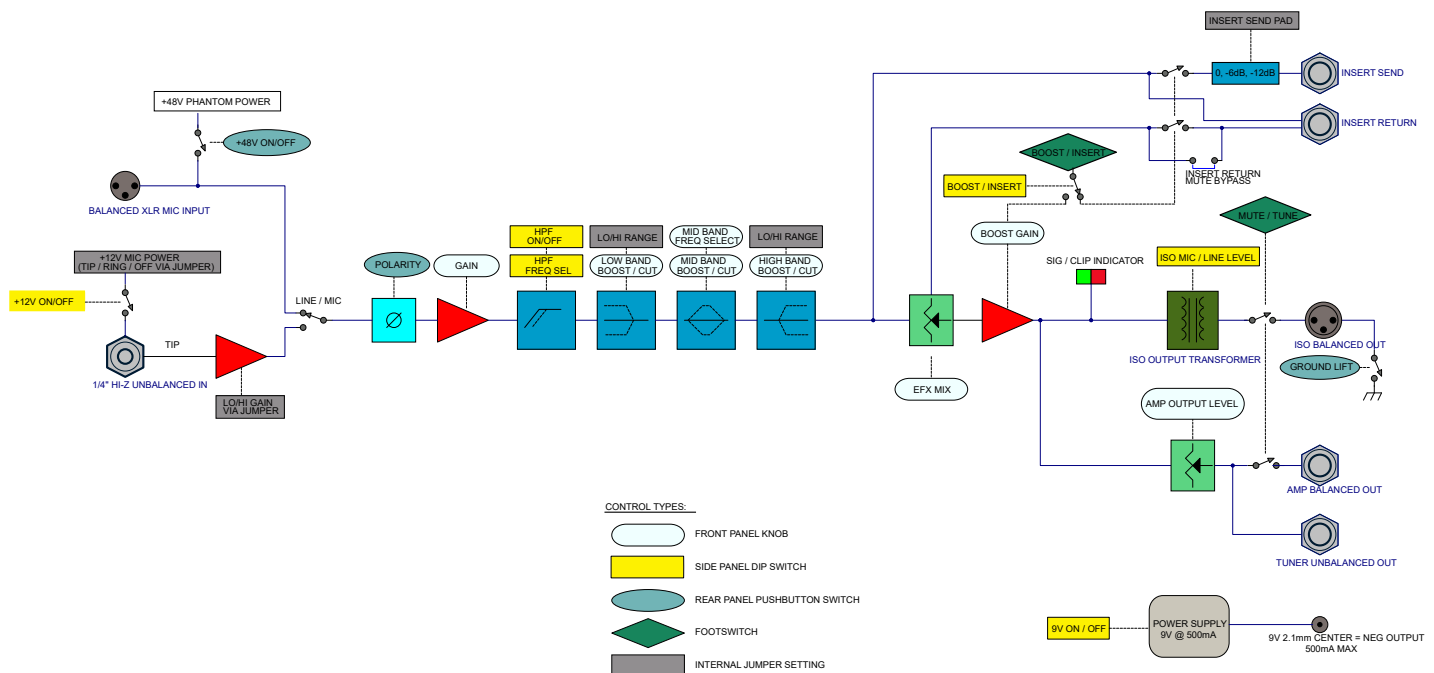 INSERT SEND PAD
0, -6dB, -12dB
INSERT SEND
INSERT RETURN
+48V PHANTOM POWER
+48V ON/OFF
BALANCED XLR MIC INPUT
BOOST / INSERT
BOOST / INSERT
INSERT RETURN
MUTE BYPASS
MUTE / TUNE
BOOST GAIN
+12V MIC POWER
(TIP / RING / OFF VIA JUMPER)
+12V ON/OFF
LINE / MIC
TIP
1/4" HI-Z UNBALANCED IN
LO/HI GAIN
VIA JUMPER
POLARITY
GAIN
HPF
ON/OFF
HPF
FREQ SEL
LO/HI RANGE
LOW BAND
BOOST / CUT
MID BAND
FREQ SELECT
MID BAND
BOOST / CUT
LO/HI RANGE
HIGH BAND
BOOST / CUT
EFX MIX
SIG / CLIP INDICATOR
ISO MIC / LINE LEVEL
ISO OUTPUT TRANSFORMER
ISO BALANCED OUT
GROUND LIFT
AMP OUTPUT LEVEL
AMP BALANCED OUT
TUNER UNBALANCED OUT
CONTROL TYPES:
FRONT PANEL KNOB
SIDE PANEL DIP SWITCH
REAR PANEL PUSHBUTTON SWITCH
FOOTSWITCH
INTERNAL JUMPER SETTING
9V ON / OFF
POWER SUPPLY
9V @ 500mA
9V 2.1mm CENTER = NEG OUTPUT
500mA MAX